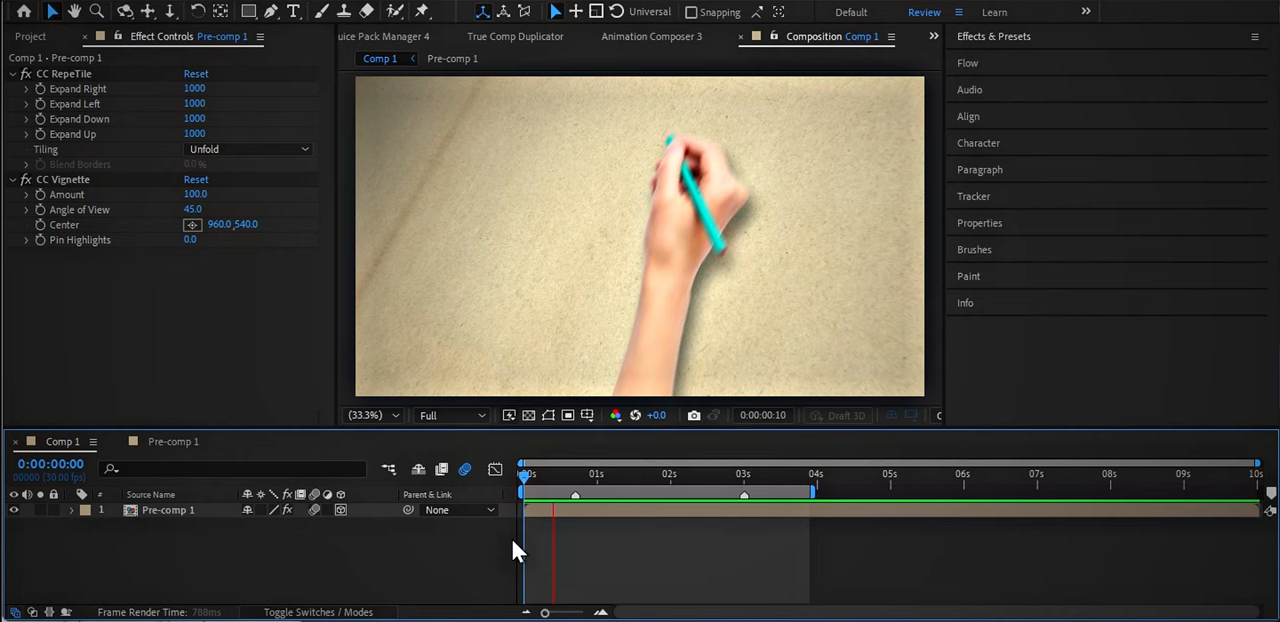 Universal
Snapping
Default
Review
Learn
Project
Effect Controls Pre-comp 1
uice Pack Manager 4
True Comp Duplicator
Animation Composer 3
Composition Comp 1
Effects & Presets
Comp 1 • Pre-comp 1
Comp 1
Pre-comp 1
fx CC RepeTile
Reset
Expand Right
1000
Expand Left
1000
Expand Down
1000
Expand Up
1000
Tiling
Unfold
Blend Borders
0.0 %
fx CC Vignette
Reset
Amount
100.0
Angle of View
45.0
Center
960.0,540.0
Pin Highlights
0.0
Flow
Audio
Align
Character
Paragraph
Tracker
Properties
Brushes
Paint
Info
(33.3%)
Full
+0.0
0:00:00:10
Draft 3D
Comp 1
Pre-comp 1
0:00:00:00
00000 (30.00 fps)
01s
02s
03s
04s
05s
06s
07s
08s
09s
10s
#
Source Name
fx
Parent & Link
1
Pre-comp 1
fx
None
Frame Render Time: 788ms
Toggle Switches / Modes